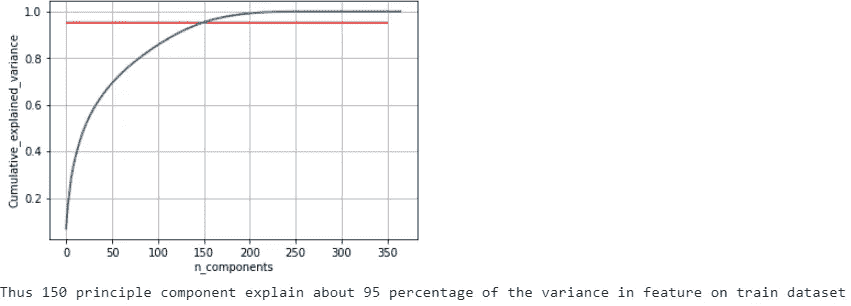 1.0
0.8
0.6
0.4
0.2
Cumulative_explained_variance
0 50 100 150 200 250 300 350
n_components
Thus 150 principle component explain about 95 percentage of the variance in feature on train dataset